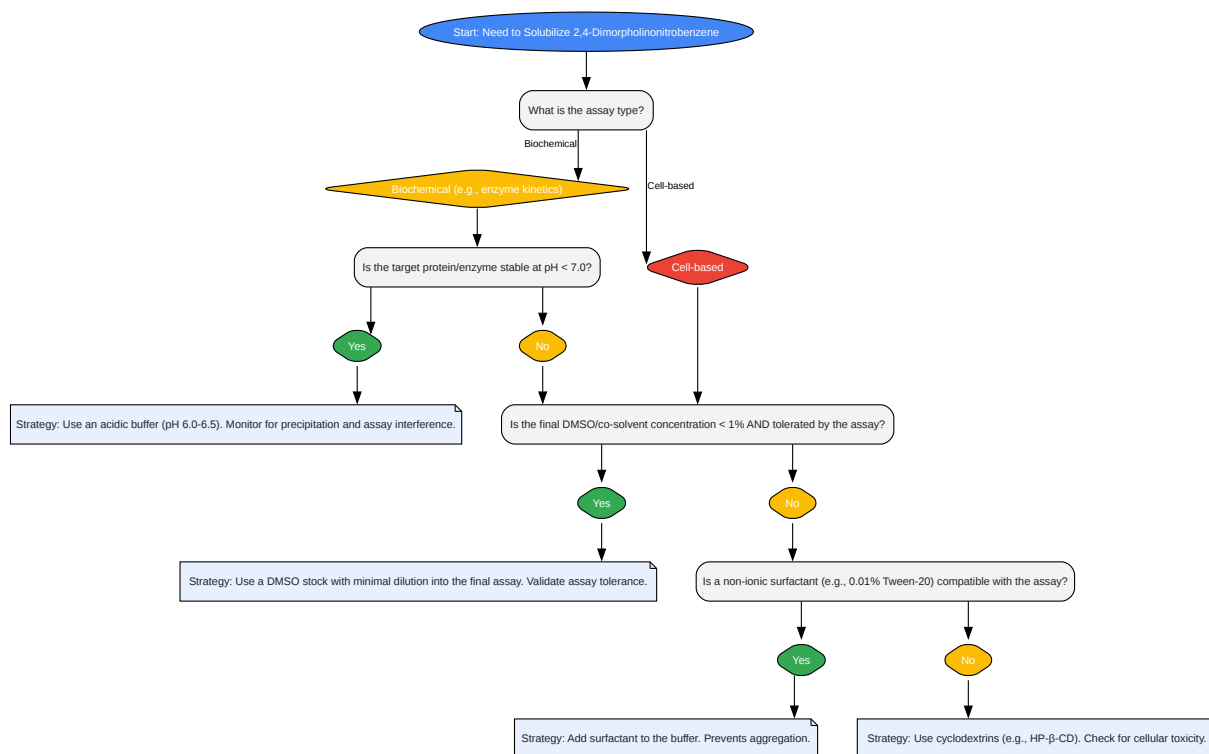 Start: Need to Solubilize 2,4-Dimorpholinonitrobenzene
What is the assay type?
Biochemical
Cell-based
Biochemical (e.g., enzyme kinetics)
Is the target protein/enzyme stable at pH < 7.0?
Cell-based
Yes
No
Strategy: Use an acidic buffer (pH 6.0-6.5). Monitor for precipitation and assay interference.
Is the final DMSO/co-solvent concentration < 1% AND tolerated by the assay?
Yes
No
Strategy: Use a DMSO stock with minimal dilution into the final assay. Validate assay tolerance.
Is a non-ionic surfactant (e.g., 0.01% Tween-20) compatible with the assay?
Yes
No
Strategy: Add surfactant to the buffer. Prevents aggregation.
Strategy: Use cyclodextrins (e.g., HP-β-CD). Check for cellular toxicity.